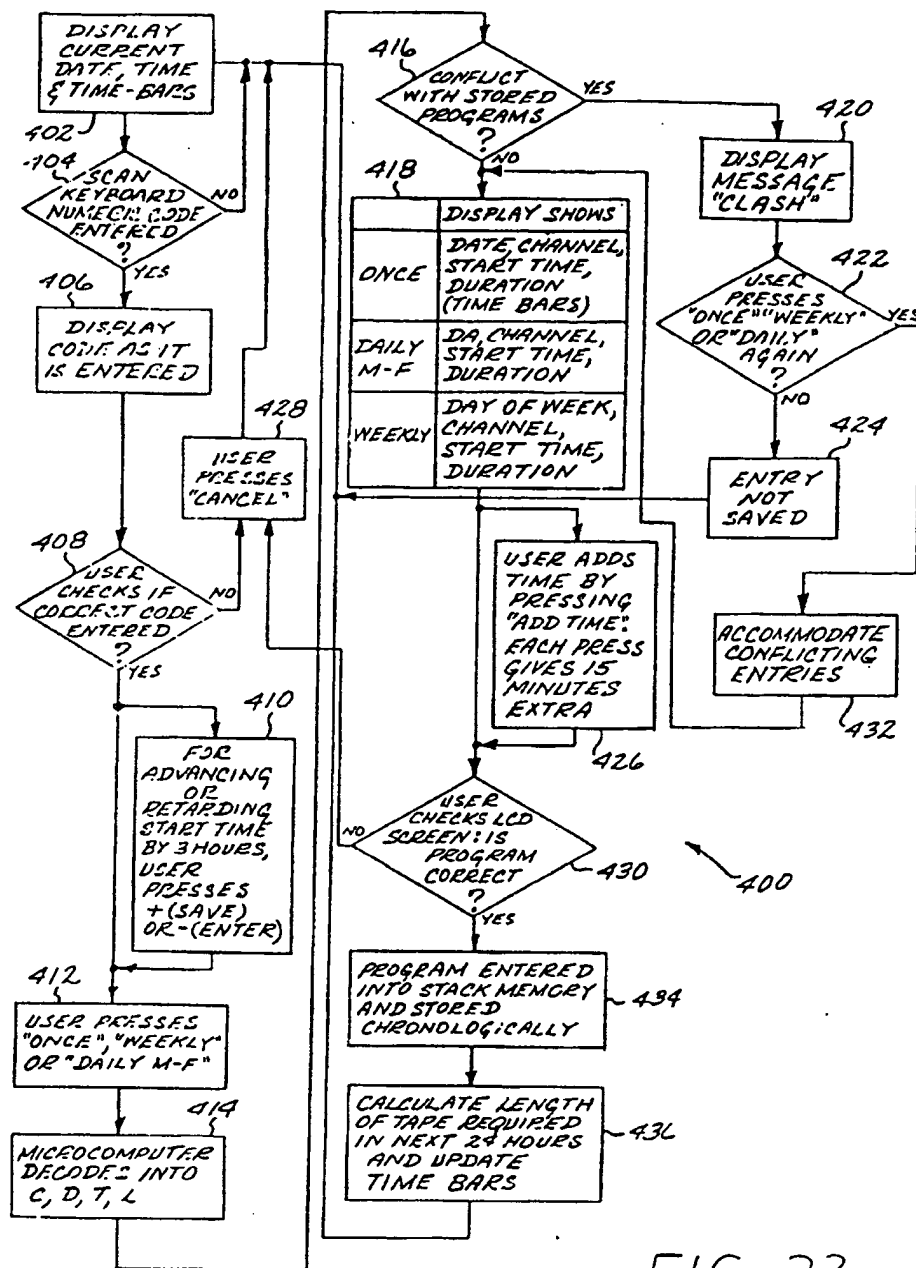 DISPLAY
CURRENT
DATE, TIME
& TIME-BARS
402
404
SCAN
KEYBOARD
NUMERIC CODE
ENTERED
?
NO
YES
406
DISPLAY
CODE AS IT
IS ENTERED
428
USER
PRESSES
"CANCEL"
408
USER
CHECKS IF
CORRECT CODE
ENTERED
?
NO
YES
410
FOR
ADVANCING
OR
RETARDING
START TIME
BY 3 HOURS,
USER
PRESSES
+(SAVE)
OR-(ENTER)
412
USER PRESSES
"ONCE", "WEEKLY"
OR "DAILY M-F"
414
MICROCOMPUTER
DECODES INTO
C, D, T, L
416
CONFLICT
WITH STORED
PROGRAMS
?
YES
NO
418
DISPLAY SHOWS
ONCE
DATE, CHANNEL,
START TIME,
DURATION
(TIME BARS)
DAILY
M-F
DA, CHANNEL,
START TIME,
DURATION
WEEKLY
DAY OF WEEK,
CHANNEL,
START TIME,
DURATION
420
DISPLAY
MESSAGE
"CLASH"
422
USER
PRESSES
"ONCE" "WEEKLY"
OR "DAILY"
AGAIN
?
YES
NO
424
ENTRY
NOT
SAVED
USER ADDS
TIME BY
PRESSING
"ADD TIME":
EACH PRESS
GIVES 15
MINUTES
EXTRA
426
ACCOMMODATE
CONFLICTING
ENTRIES
432
USER
CHECKS LCD
SCREEN: IS
PROGRAM
CORRECT
?
NO
YES
430
400
PROGRAM ENTERED
INTO STACK MEMORY
AND STORED
CHRONOLOGICALLY
434
CALCULATE LENGTH
OF TAPE REQUIRED
IN NEXT 24 HOURS
AND UPDATE
TIME BARS
436